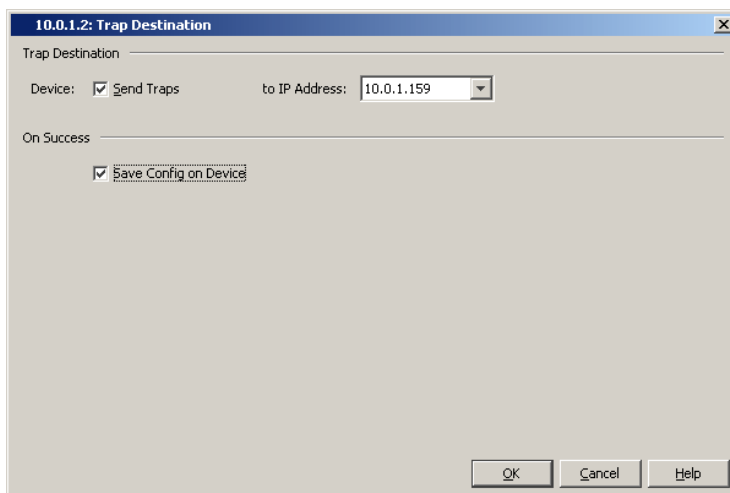 10.0.1.2: Trap Destination
Trap Destination
Device: Send Traps to IP Address: 10.0.1.159
On Success
Save Config on Device
OK Cancel Help